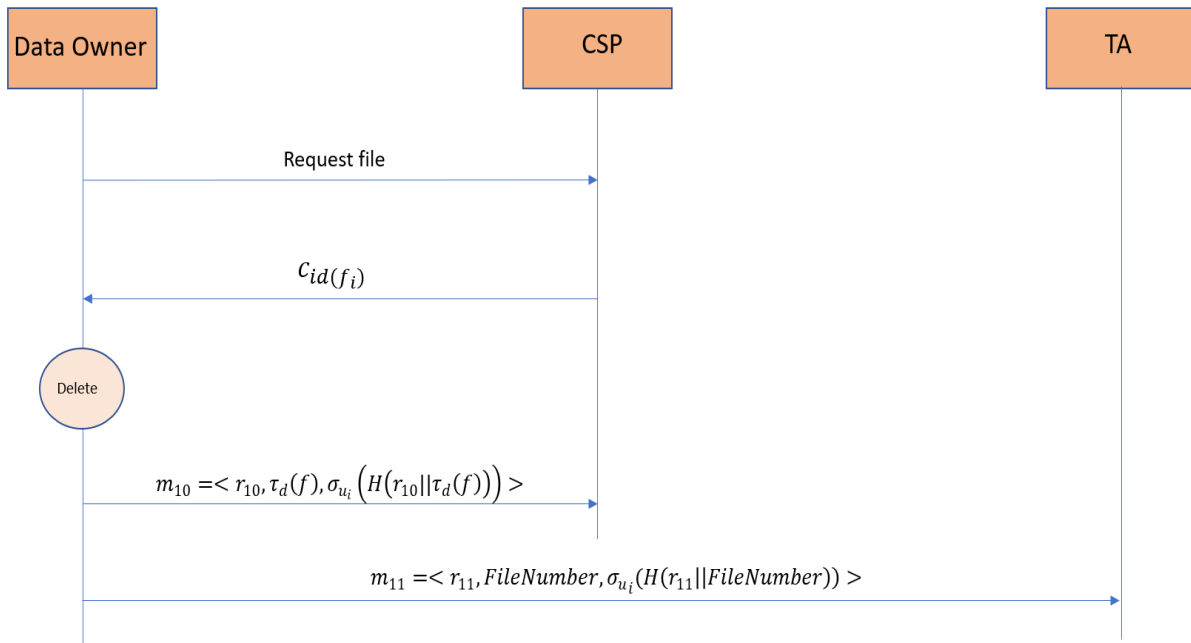 Data Owner
CSP
TA
Request file
C_{id(f_i)}
Delete
m_{10} =< r_{10}, τ_d(f), σ_{u_i}(H(r_{10}||τ_d(f))) >
m_{11} =< r_{11}, FileNumber, σ_{u_i}(H(r_{11}||FileNumber)) >